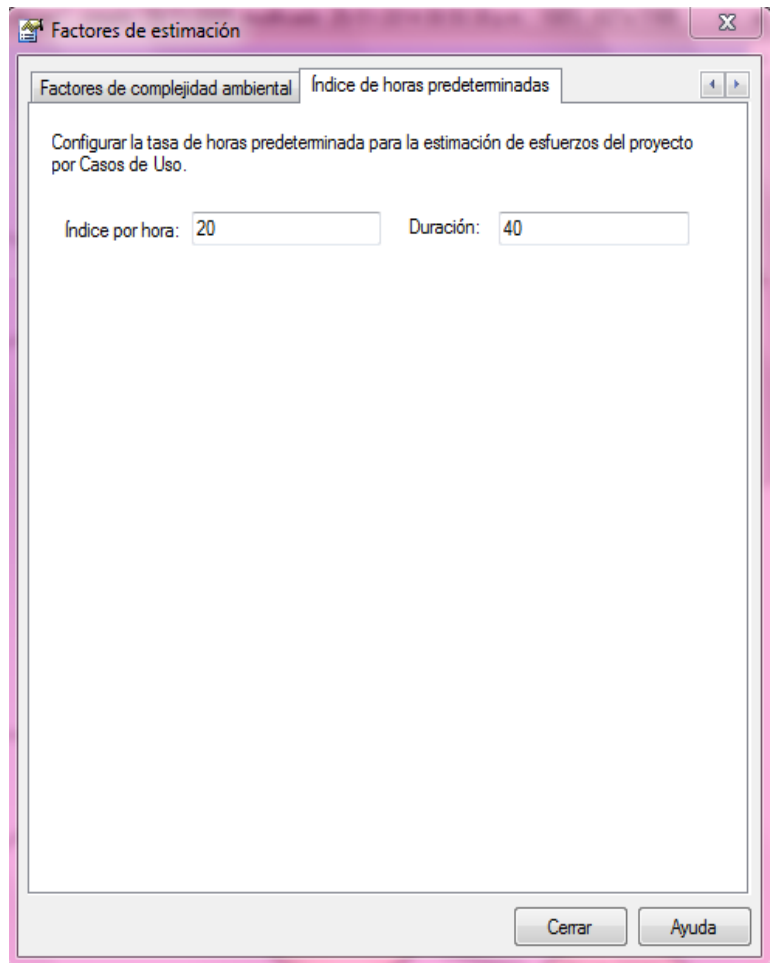 Factores de estimación
Factores de complejidad ambiental
Índice de horas predeterminadas
Configurar la tasa de horas predeterminada para la estimación de esfuerzos del proyecto
por Casos de Uso.
Índice por hora: 20 Duración: 40
Cerrar Ayuda